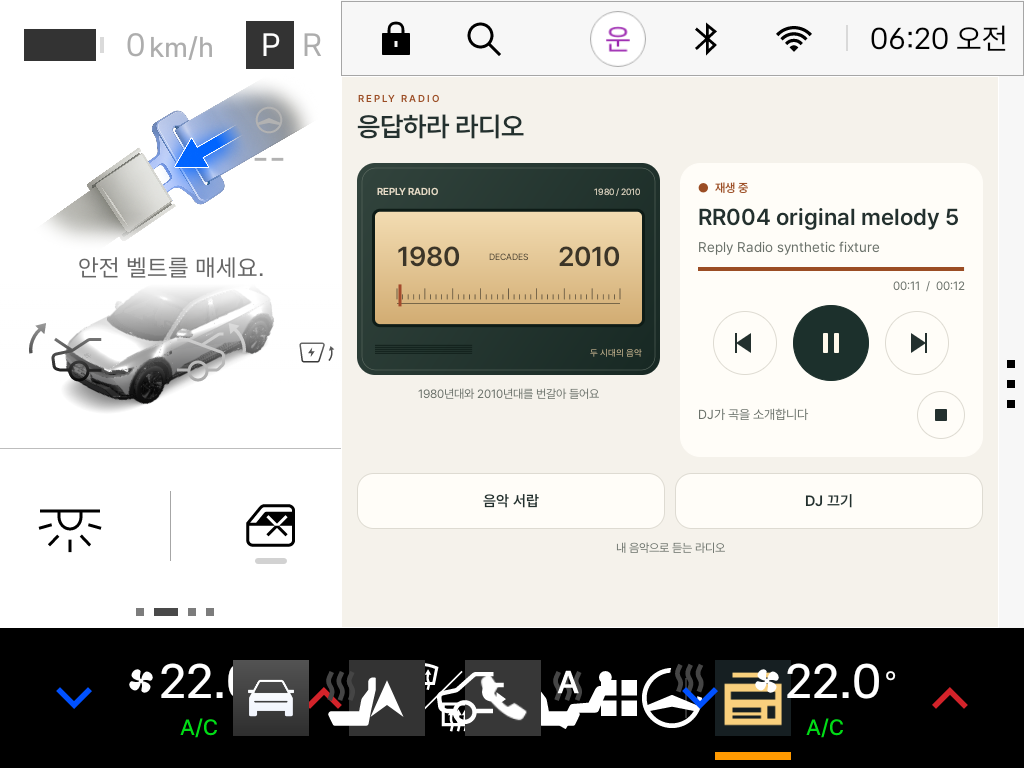 0 km/h
P R
운
06:20 오전
안전 벨트를 매세요.
REPLY RADIO
응답하라 라디오
REPLY RADIO
1980 / 2010
1980 DECADES 2010
두 시대의 음악
1980년대와 2010년대를 번갈아 들어요
재생 중
RR004 original melody 5
Reply Radio synthetic fixture
00:11 / 00:12
DJ가 곡을 소개합니다
음악 서랍
DJ 끄기
내 음악으로 듣는 라디오
22.0
A/C
A
22.0°
A/C